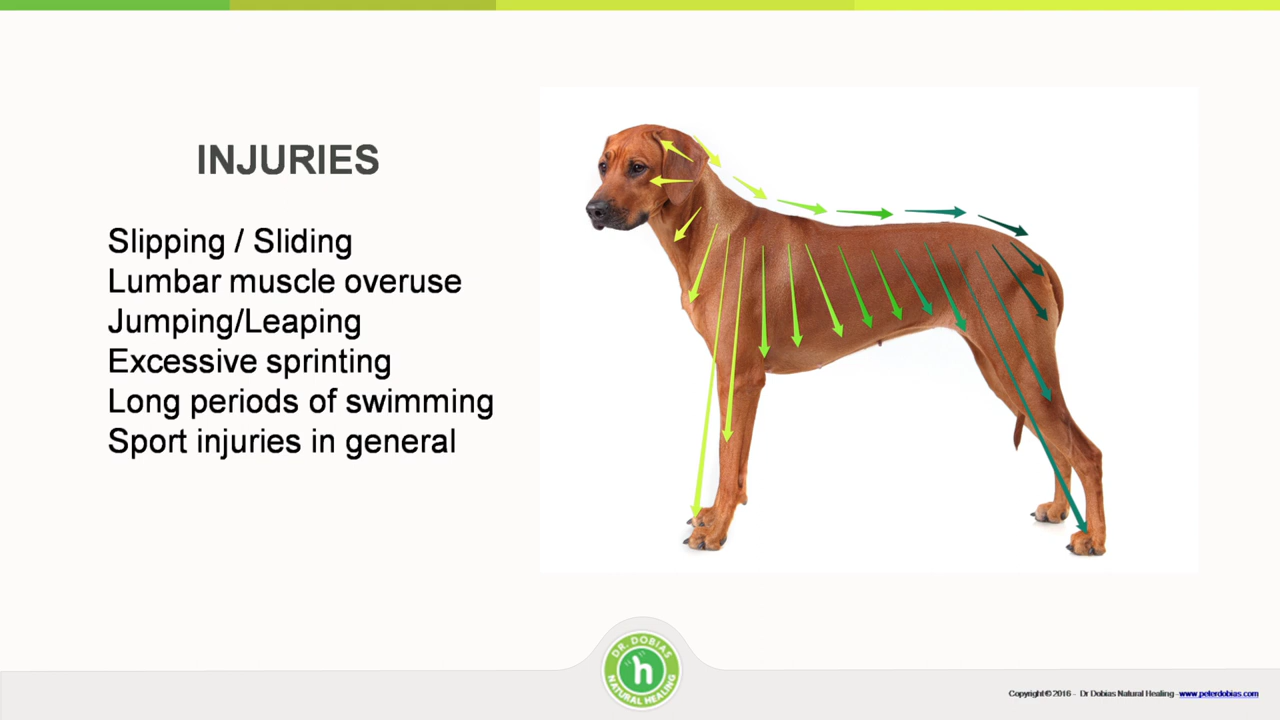 INJURIES
Slipping / Sliding
Lumbar muscle overuse
Jumping/Leaping
Excessive sprinting
Long periods of swimming
Sport injuries in general
DR. DOBIAS
h
NATURAL HEALING
Copyright © 2016 - Dr Dobias Natural Healing - www.peterdobias.com